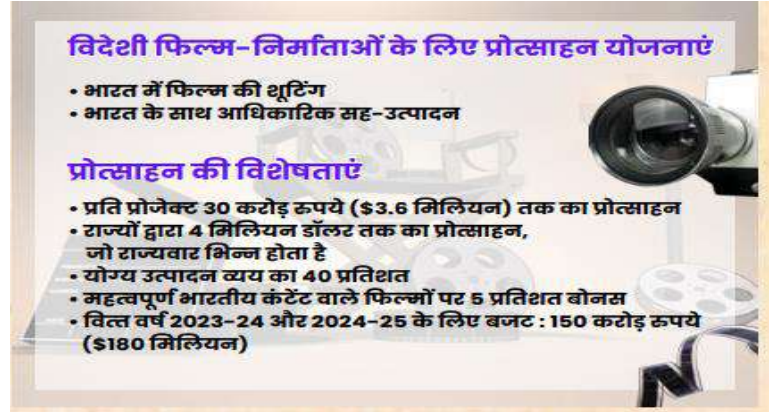 विदेशी फिल्म-निर्माताओं के लिए प्रोत्साहन योजनाएं
• भारत में फिल्म की शूटिंग
• भारत के साथ आधिकारिक सह-उत्पादन
प्रोत्साहन की विशेषताएं
• प्रति प्रोजेक्ट 30 करोड़ रुपये ($3.6 मिलियन) तक का प्रोत्साहन
• राज्यों द्वारा 4 मिलियन डॉलर तक का प्रोत्साहन,
जो राज्यवार भिन्न होता है
• योग्य उत्पादन व्यय का 40 प्रतिशत
• महत्वपूर्ण भारतीय कंटेंट वाले फिल्मों पर 5 प्रतिशत बोनस
• वित्त वर्ष 2023-24 और 2024-25 के लिए बजट : 150 करोड़ रुपये
($180 मिलियन)